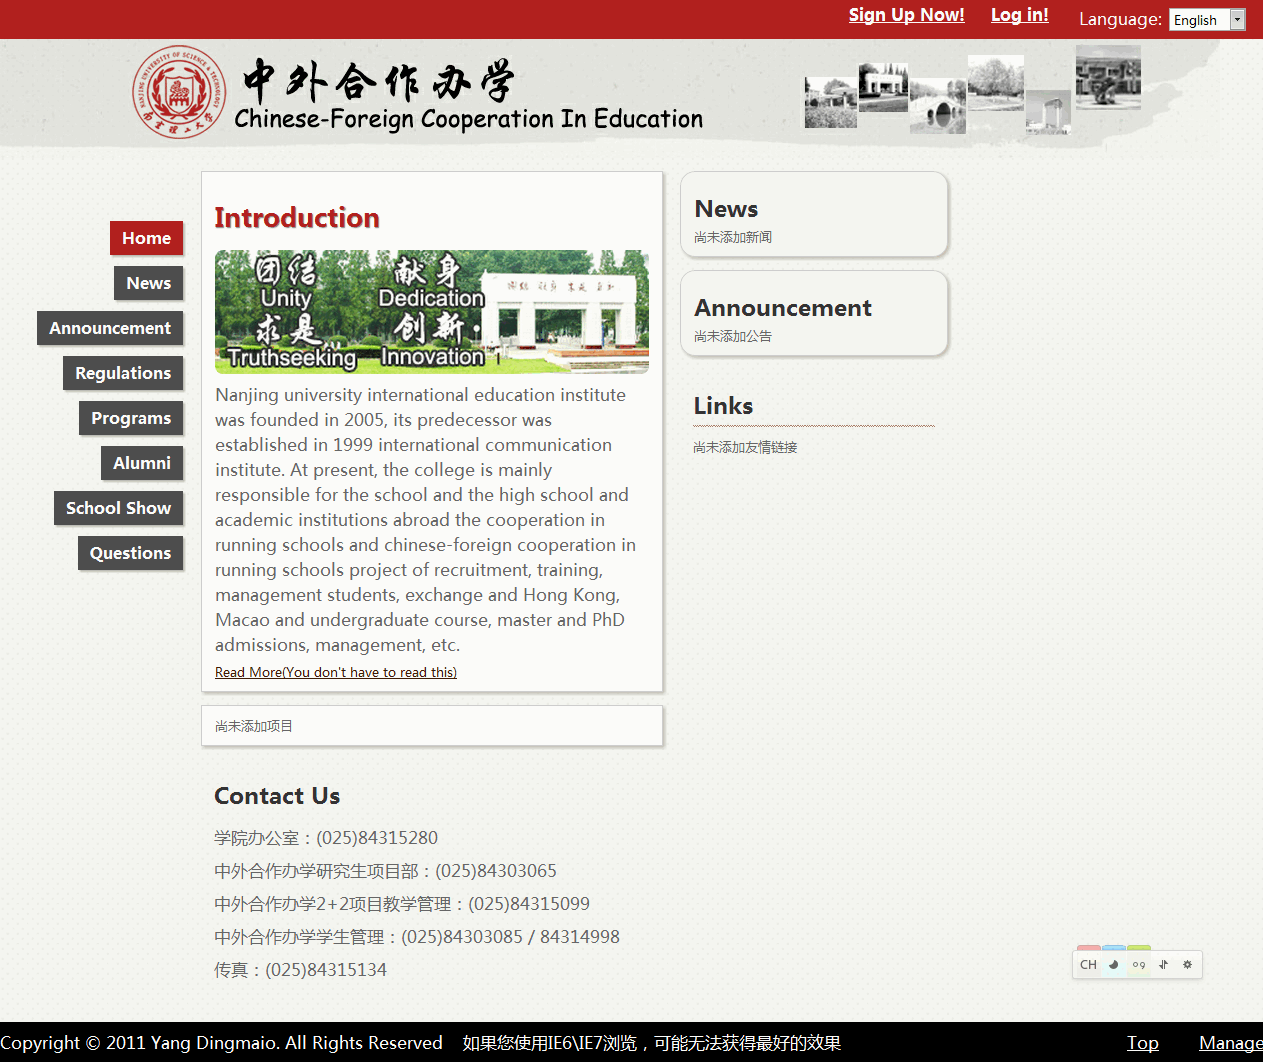 Sign Up Now! Log in! Language: English
NANJING UNIVERSITY OF SCIENCE & TECHNOLOGY
南京理工大学
中外合作办学
Chinese-Foreign Cooperation In Education
Home
News
Announcement
Regulations
Programs
Alumni
School Show
Questions
Introduction
团结 献身
Unity Dedication
求是 创新
Truthseeking Innovation
Nanjing university international education institute
was founded in 2005, its predecessor was
established in 1999 international communication
institute. At present, the college is mainly
responsible for the school and the high school and
academic institutions abroad the cooperation in
running schools and chinese-foreign cooperation in
running schools project of recruitment, training,
management students, exchange and Hong Kong,
Macao and undergraduate course, master and PhD
admissions, management, etc.
Read More(You don't have to read this)
尚未添加项目
News
尚未添加新闻
Announcement
尚未添加公告
Links
尚未添加友情链接
Contact Us
学院办公室：(025)84315280
中外合作办学研究生项目部：(025)84303065
中外合作办学2+2项目教学管理：(025)84315099
中外合作办学学生管理：(025)84303085 / 84314998
传真：(025)84315134
CH
Copyright © 2011 Yang Dingmaio. All Rights Reserved 如果您使用IE6\IE7浏览，可能无法获得最好的效果 Top Manage